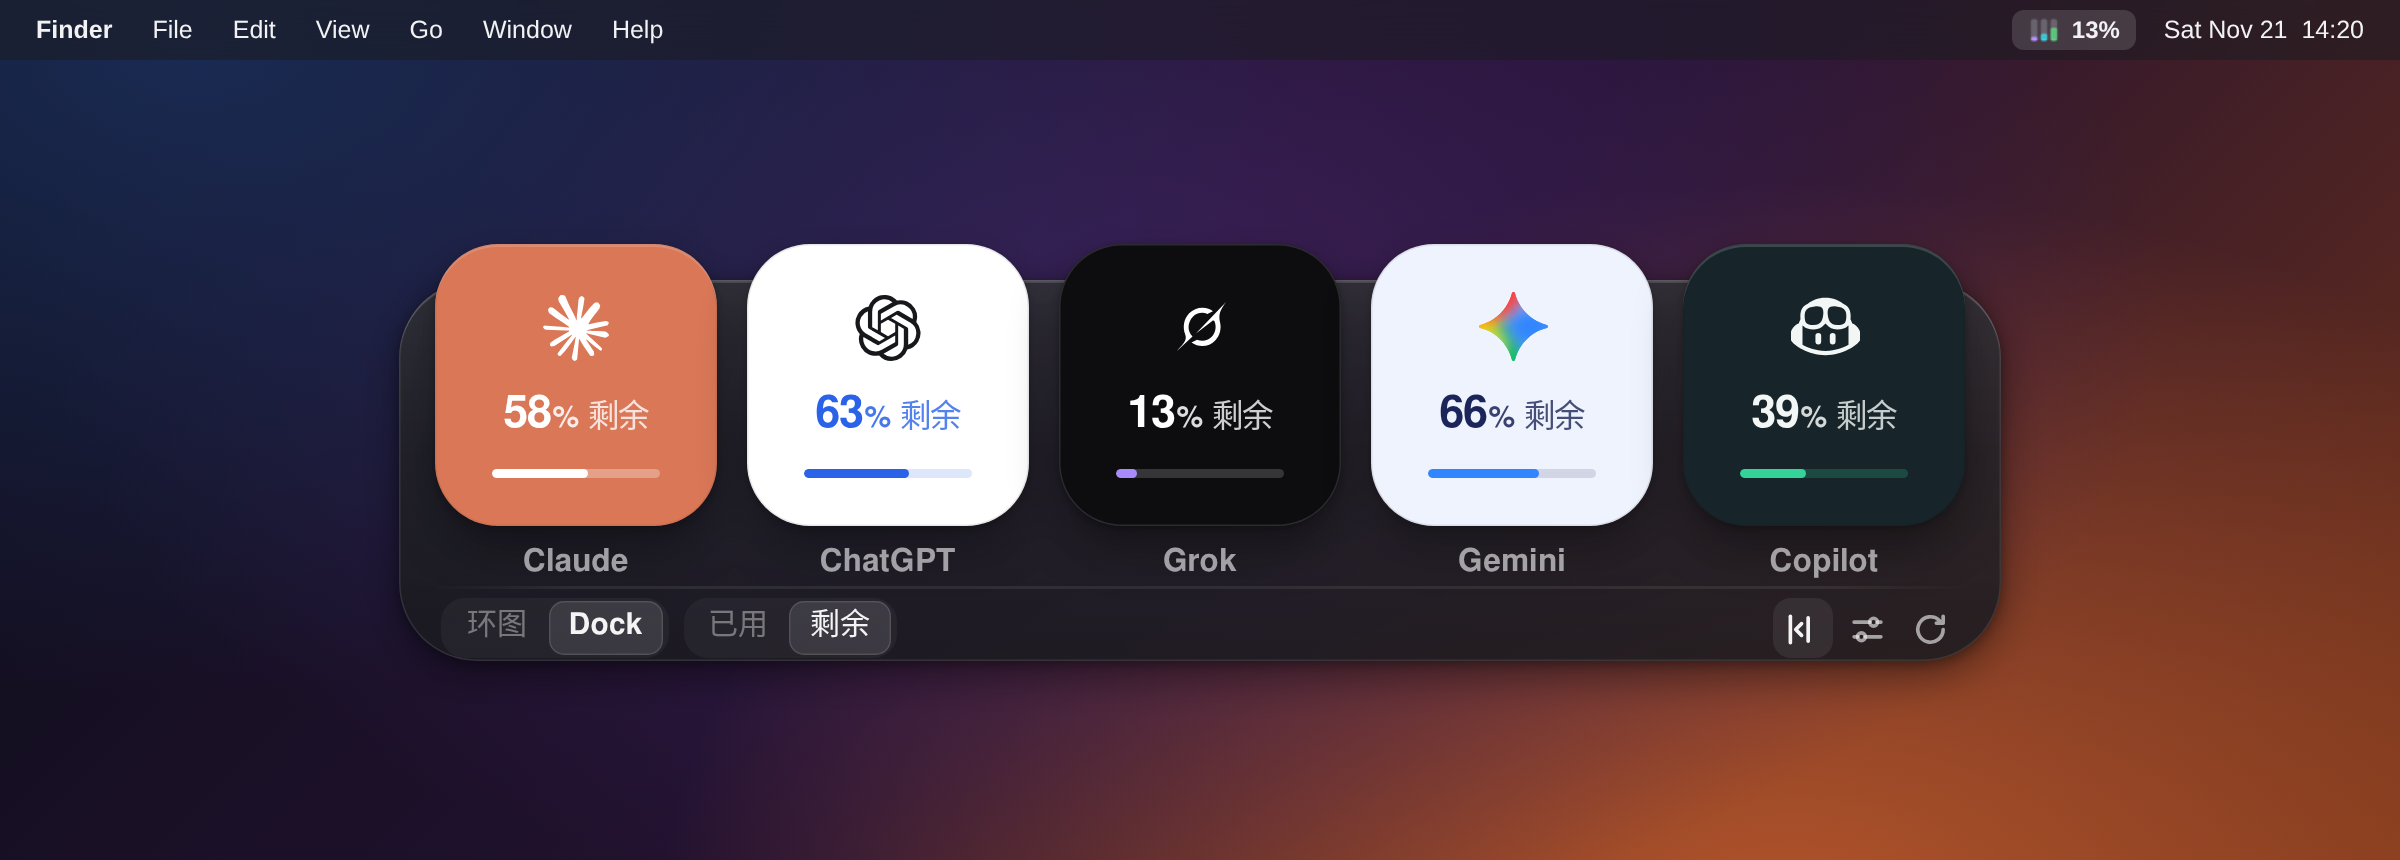 Finder File Edit View Go Window Help 13% Sat Nov 21 14:20
58% 剩余 63% 剩余 13% 剩余 66% 剩余 39% 剩余
Claude ChatGPT Grok Gemini Copilot
环图 Dock 已用 剩余